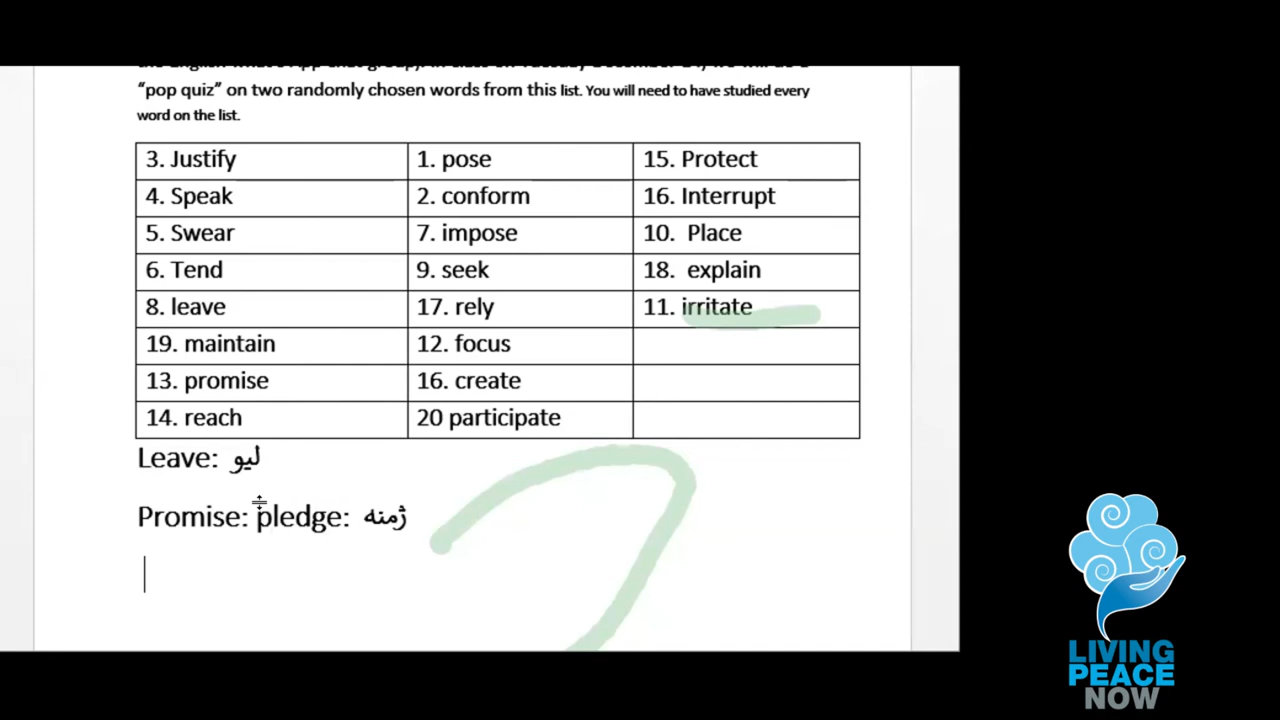 "pop quiz" on two randomly chosen words from this list. You will need to have studied every
word on the list.
3. Justify 1. pose 15. Protect
4. Speak 2. conform 16. Interrupt
5. Swear 7. impose 10. Place
6. Tend 9. seek 18. explain
8. leave 17. rely 11. irritate
19. maintain 12. focus
13. promise 16. create
14. reach 20 participate
Leave: ليو
Promise: pledge: ژمنه
LIVING
PEACE
NOW